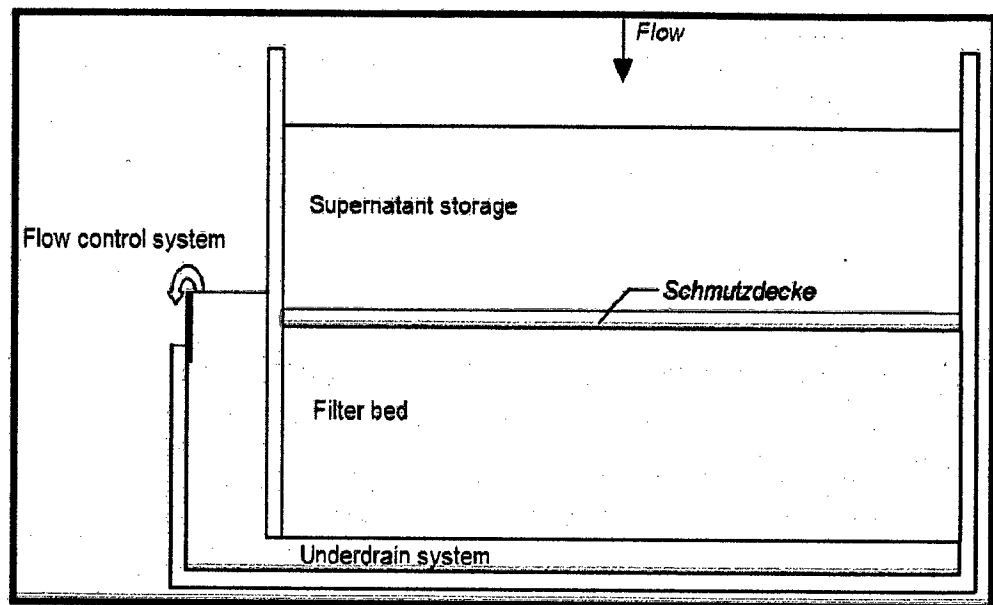 Flow
Supernatant storage
Flow control system
Schmutzdecke
Filter bed
Underdrain system